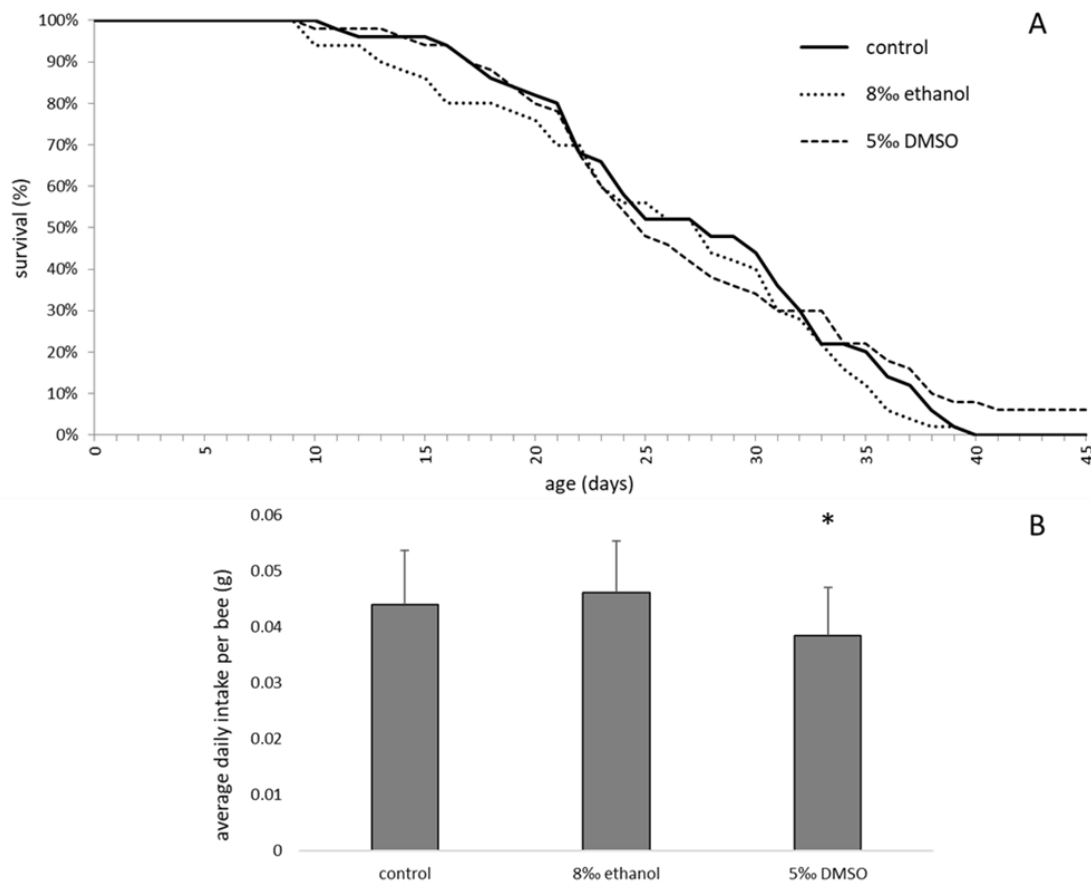 A
100%
90%
80%
70%
60%
50%
40%
30%
20%
10%
0%
survival (%)
control
8‰ ethanol
5‰ DMSO
0 5 10 15 20 25 30 35 40 45
age (days)
B
*
0.06
0.05
0.04
0.03
0.02
0.01
0
average daily intake per bee (g)
control 8‰ ethanol 5‰ DMSO